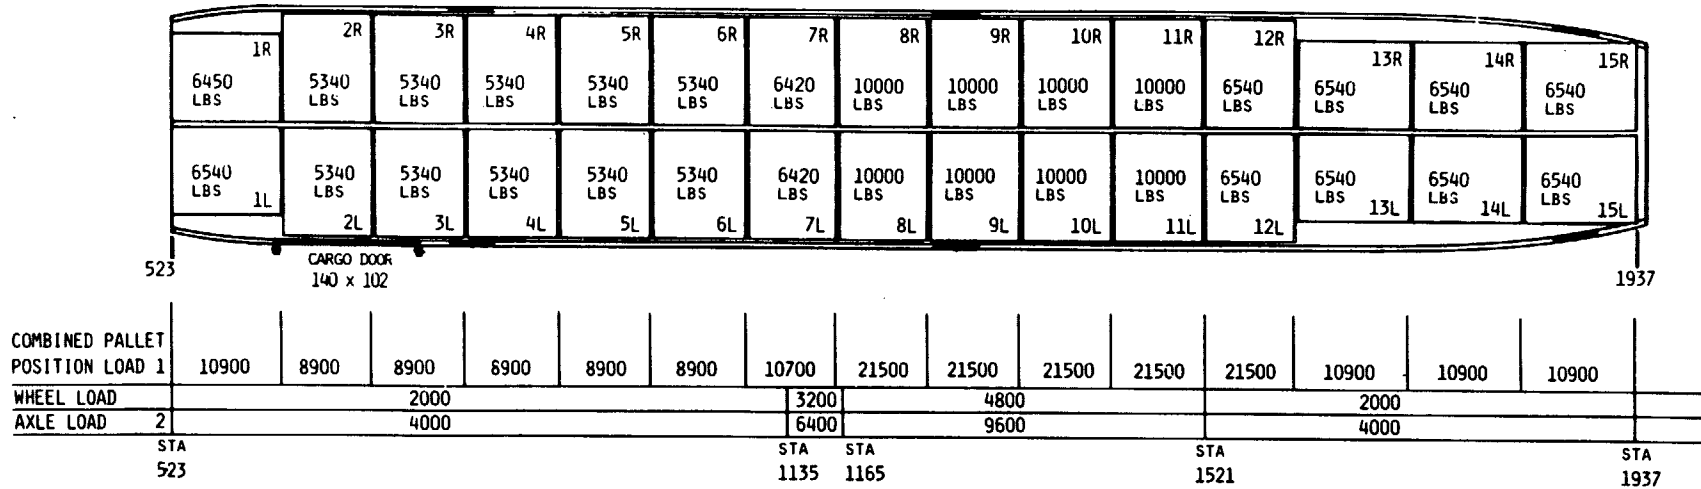 1R 2R 3R 4R 5R 6R 7R 8R 9R 10R 11R 12R 13R 14R 15R
6450 5340 5340 5340 5340 5340 6420 10000 10000 10000 10000 6540 6540 6540 6540
LBS LBS LBS LBS LBS LBS LBS LBS LBS LBS LBS LBS LBS LBS LBS
6540 5340 5340 5340 5340 5340 6420 10000 10000 10000 10000 6540 6540 6540 6540
LBS LBS LBS LBS LBS LBS LBS LBS LBS LBS LBS LBS LBS LBS LBS
1L 2L 3L 4L 5L 6L 7L 8L 9L 10L 11L 12L 13L 14L 15L
523 CARGO DOOR 1937
140 x 102
COMBINED PALLET
POSITION LOAD 1 10900 8900 8900 8900 8900 8900 10700 21500 21500 21500 21500 21500 10900 10900 10900
WHEEL LOAD 2000 3200 4800 2000
AXLE LOAD 2 4000 6400 9600 4000
STA STA STA STA STA
523 1135 1165 1521 1937